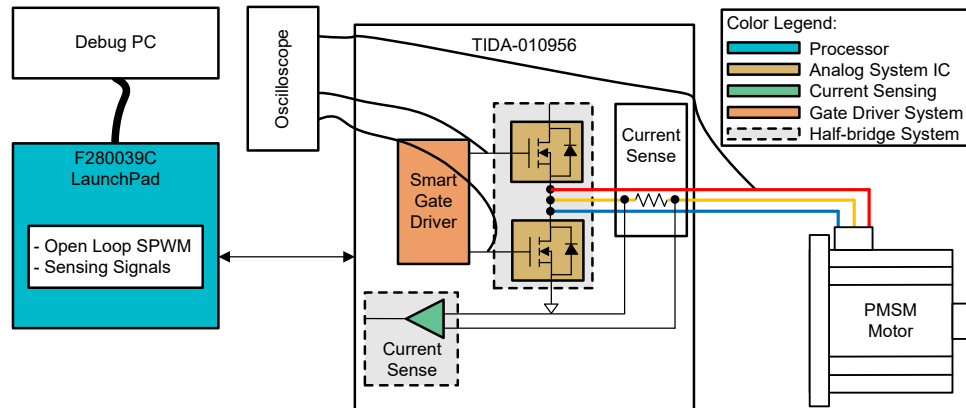 Debug PC
F280039C
LaunchPad
- Open Loop SPWM
- Sensing Signals
Oscilloscope
TIDA-010956
Smart
Gate
Driver
Current
Sense
Current
Sense
PMSM
Motor
Color Legend:
Processor
Analog System IC
Current Sensing
Gate Driver System
Half-bridge System